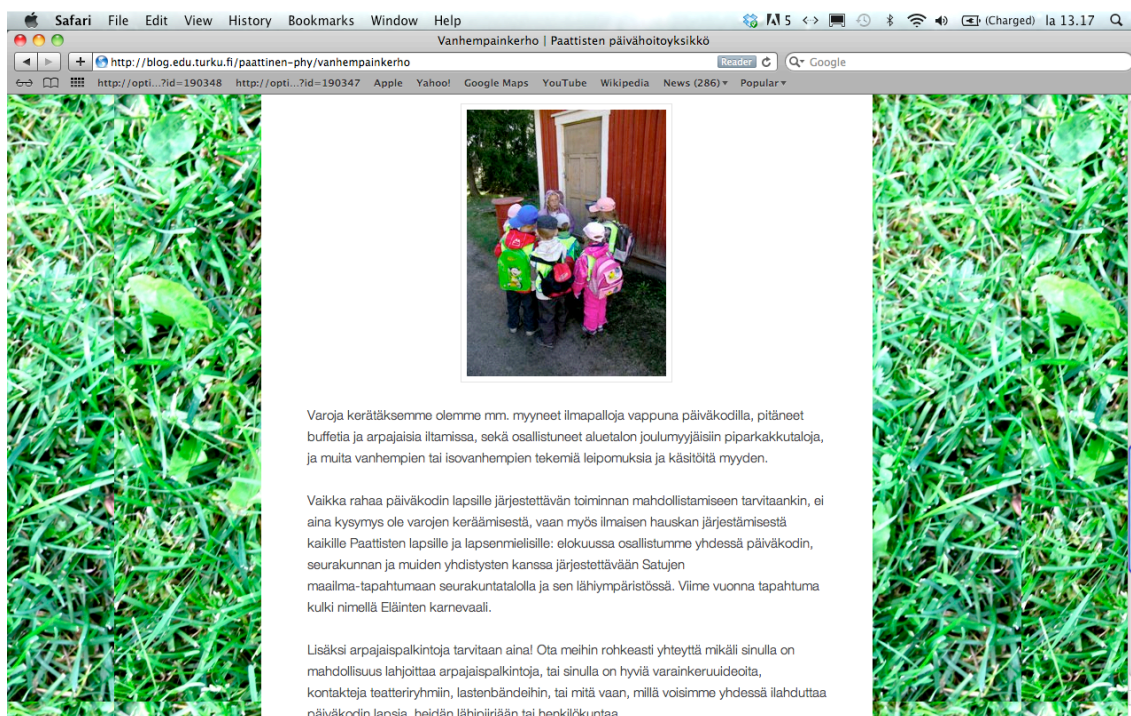 Safari File Edit View History Bookmarks Window Help 5 (Charged) la 13.17
Vanhempainkerho | Paattisten päivähoitoyksikkö
http://blog.edu.turku.fi/paattinen-phy/vanhempainkerho Reader Google
http://opti...?id=190348 http://opti...?id=190347 Apple Yahoo! Google Maps YouTube Wikipedia News (286) Popular
Varoja kerätäksemme olemme mm. myyneet ilmapalloja vappuna päiväkodilla, pitäneet
buffetia ja arpajaisia iltamissa, sekä osallistuneet aluetalon joulumyyjäisiin piparkakkutaloja,
ja muita vanhempien tai isovanhempien tekemiä leipomuksia ja käsitöitä myyden.
Vaikka rahaa päiväkodin lapsille järjestettävän toiminnan mahdollistamiseen tarvitaankin, ei
aina kysymys ole varojen keräämisestä, vaan myös ilmaisen hauskan järjestämisestä
kaikille Paattisten lapsille ja lapsenmielisille: elokuussa osallistumme yhdessä päiväkodin,
seurakunnan ja muiden yhdistysten kanssa järjestettävään Satujen
maailma-tapahtumaan seurakuntatalolla ja sen lähiympäristössä. Viime vuonna tapahtuma
kulki nimellä Eläinten karnevaali.
Lisäksi arpajaispalkintoja tarvitaan aina! Ota meihin rohkeasti yhteyttä mikäli sinulla on
mahdollisuus lahjoittaa arpajaispalkintoja, tai sinulla on hyviä varainkeruuideoita,
kontakteja teatteriryhmiin, lastenbändeihin, tai mitä vaan, millä voisimme yhdessä ilahduttaa
päiväkodin lapsia, heidän lähipiiriään tai henkilökuntaa.